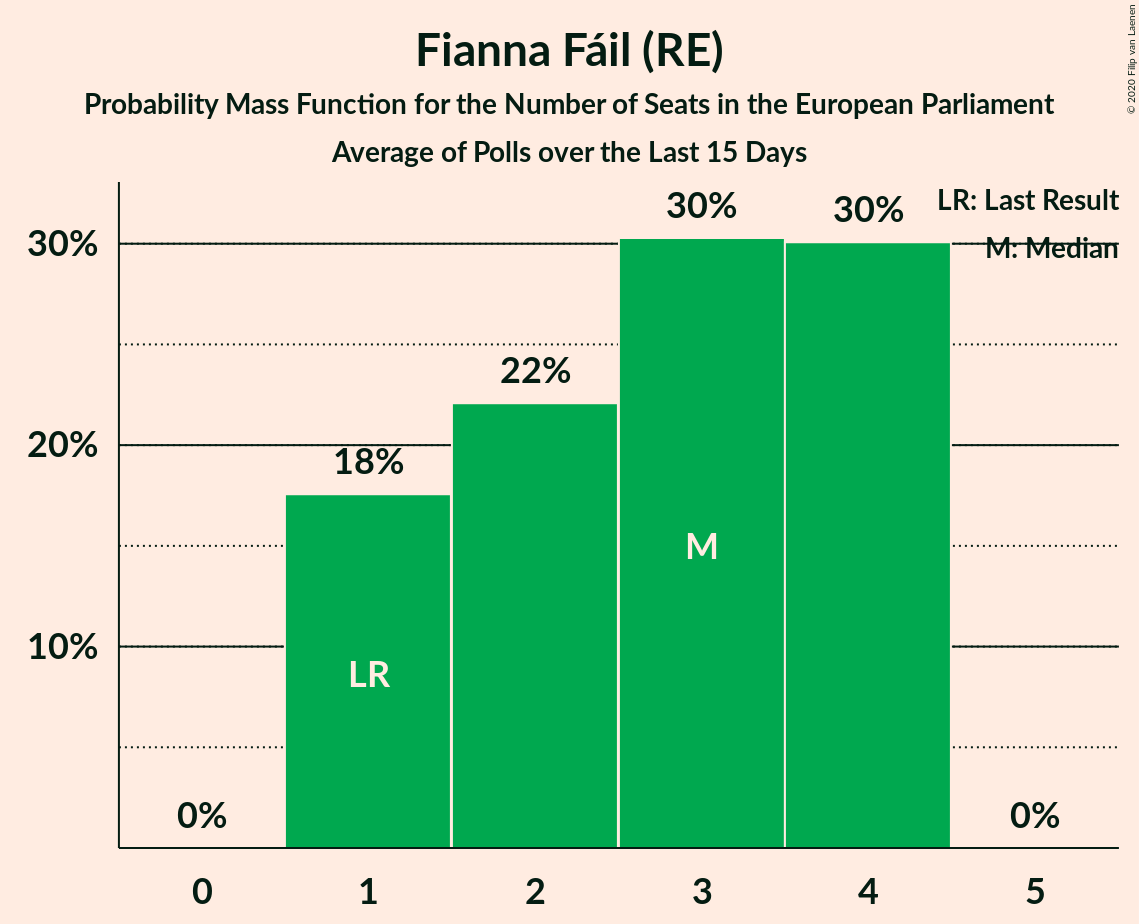 Fianna Fáil (RE)
Probability Mass Function for the Number of Seats in the European Parliament
Average of Polls over the Last 15 Days
© 2020 Filip van Laenen
LR: Last Result
M: Median
30%
20%
10%
0%
18%
22%
30%
30%
0%
LR
M
0 1 2 3 4 5